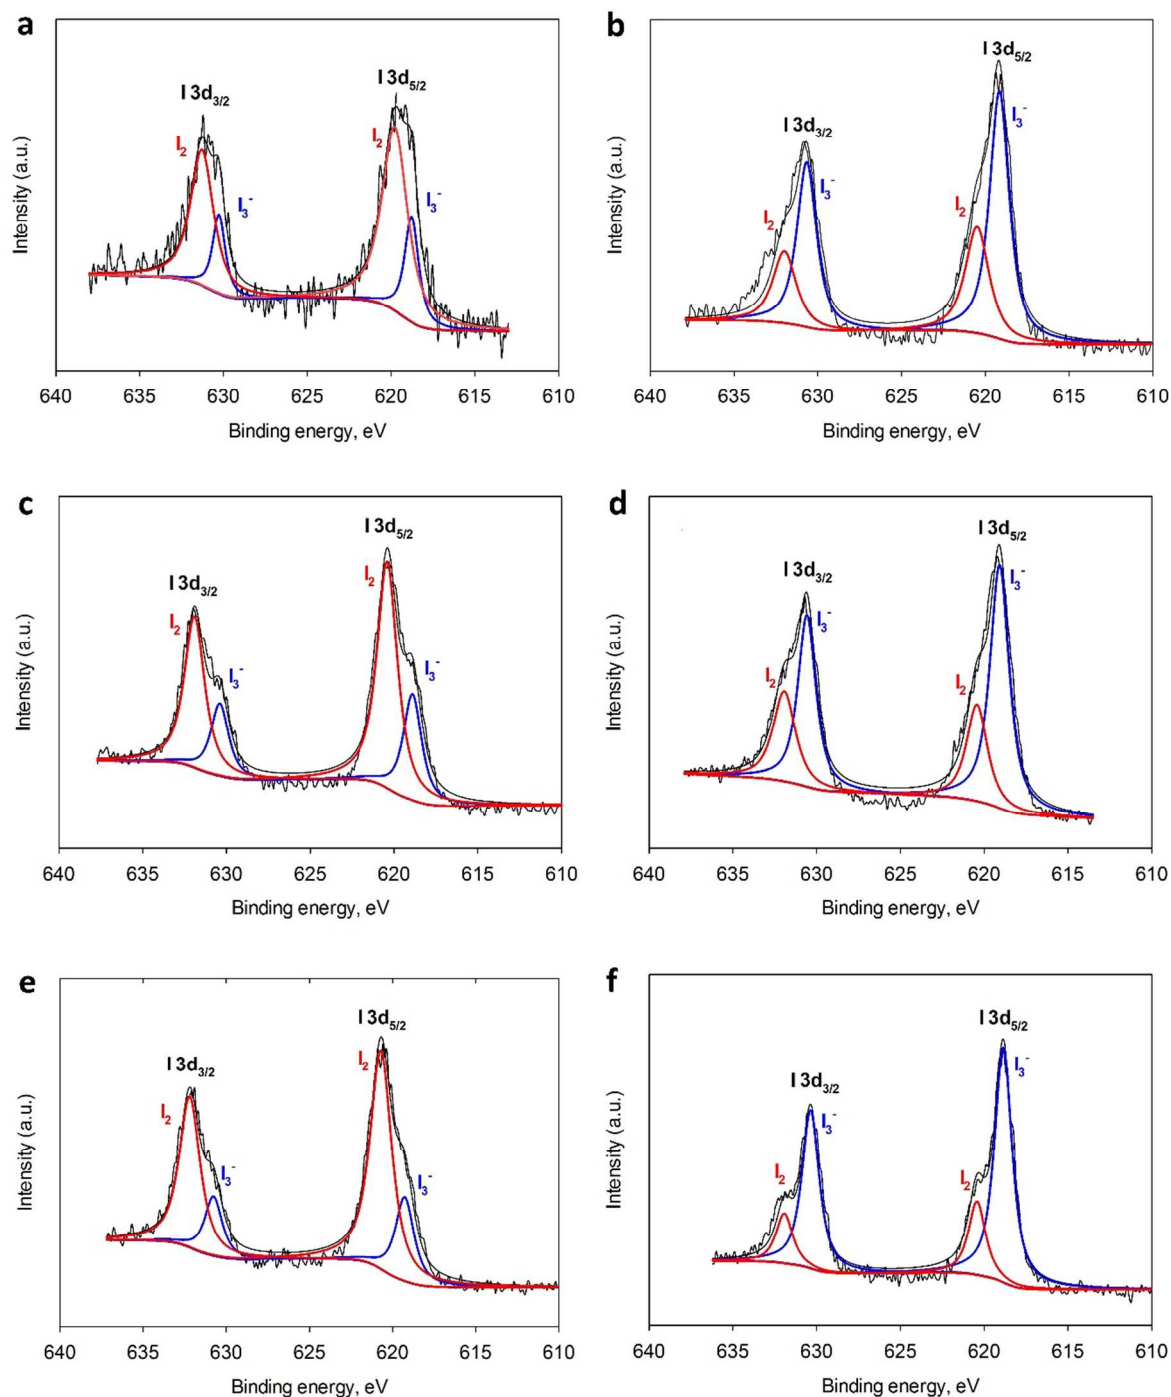 a
I 3d3/2
I 3d5/2
I2
I3-
I2
I3-
Intensity (a.u.)
640 635 630 625 620 615 610
Binding energy, eV
b
I 3d3/2
I 3d5/2
I2
I3-
I2
I3-
Intensity (a.u.)
640 635 630 625 620 615 610
Binding energy, eV
c
I 3d3/2
I 3d5/2
I2
I3-
I2
I3-
Intensity (a.u.)
640 635 630 625 620 615 610
Binding energy, eV
d
I 3d3/2
I 3d5/2
I2
I3-
I2
I3-
Intensity (a.u.)
640 635 630 625 620 615 610
Binding energy, eV
e
I 3d3/2
I 3d5/2
I2
I3-
I2
I3-
Intensity (a.u.)
640 635 630 625 620 615 610
Binding energy, eV
f
I 3d3/2
I 3d5/2
I2
I3-
I2
I3-
Intensity (a.u.)
640 635 630 625 620 615 610
Binding energy, eV